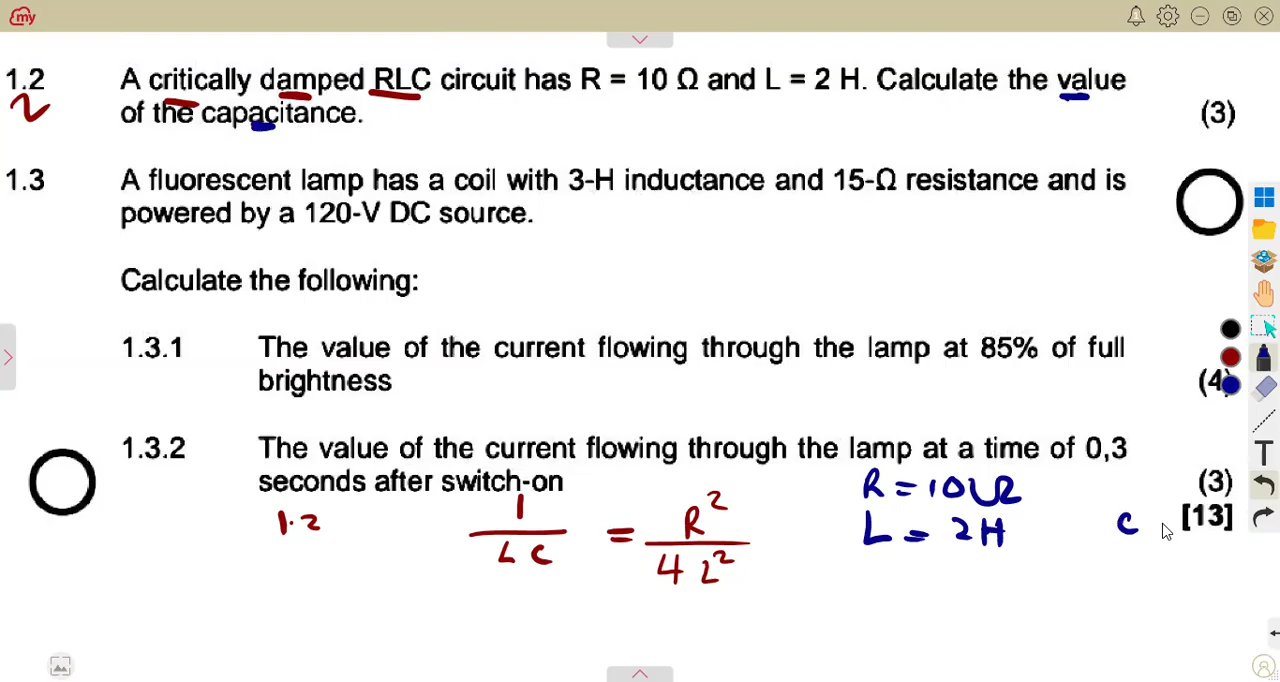 my
1.2 A critically damped RLC circuit has R = 10 Ω and L = 2 H. Calculate the value
of the capacitance. (3)
1.3 A fluorescent lamp has a coil with 3-H inductance and 15-Ω resistance and is
powered by a 120-V DC source.
Calculate the following:
1.3.1 The value of the current flowing through the lamp at 85% of full
brightness (4
1.3.2 The value of the current flowing through the lamp at a time of 0,3
seconds after switch-on (3)
[13]
1.2 1/LC = R²/4L² R = 10Ω
L = 2H C
T